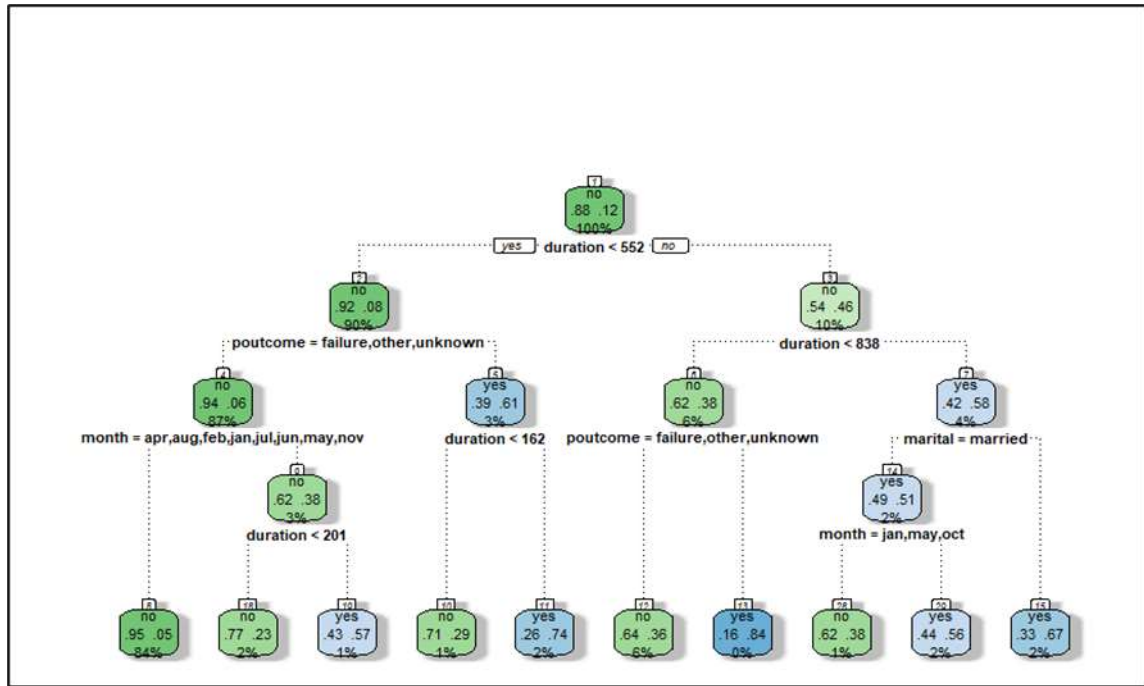 1
no
.88 .12
100%
yes duration < 552 no
2
no
.92 .08
90%
3
no
.54 .46
10%
poutcome = failure,other,unknown
duration < 838
4
no
.94 .06
87%
5
yes
.39 .61
3%
6
no
.62 .38
6%
7
yes
.42 .58
4%
month = apr,aug,feb,jan,jul,jun,may,nov
duration < 162
poutcome = failure,other,unknown
marital = married
9
no
.62 .38
3%
14
yes
.49 .51
2%
duration < 201
month = jan,may,oct
8
no
.95 .05
84%
18
no
.77 .23
2%
19
yes
.43 .57
1%
10
no
.71 .29
1%
11
yes
.26 .74
2%
12
no
.64 .36
6%
13
yes
.16 .84
0%
28
no
.62 .38
1%
29
yes
.44 .56
2%
15
yes
.33 .67
2%